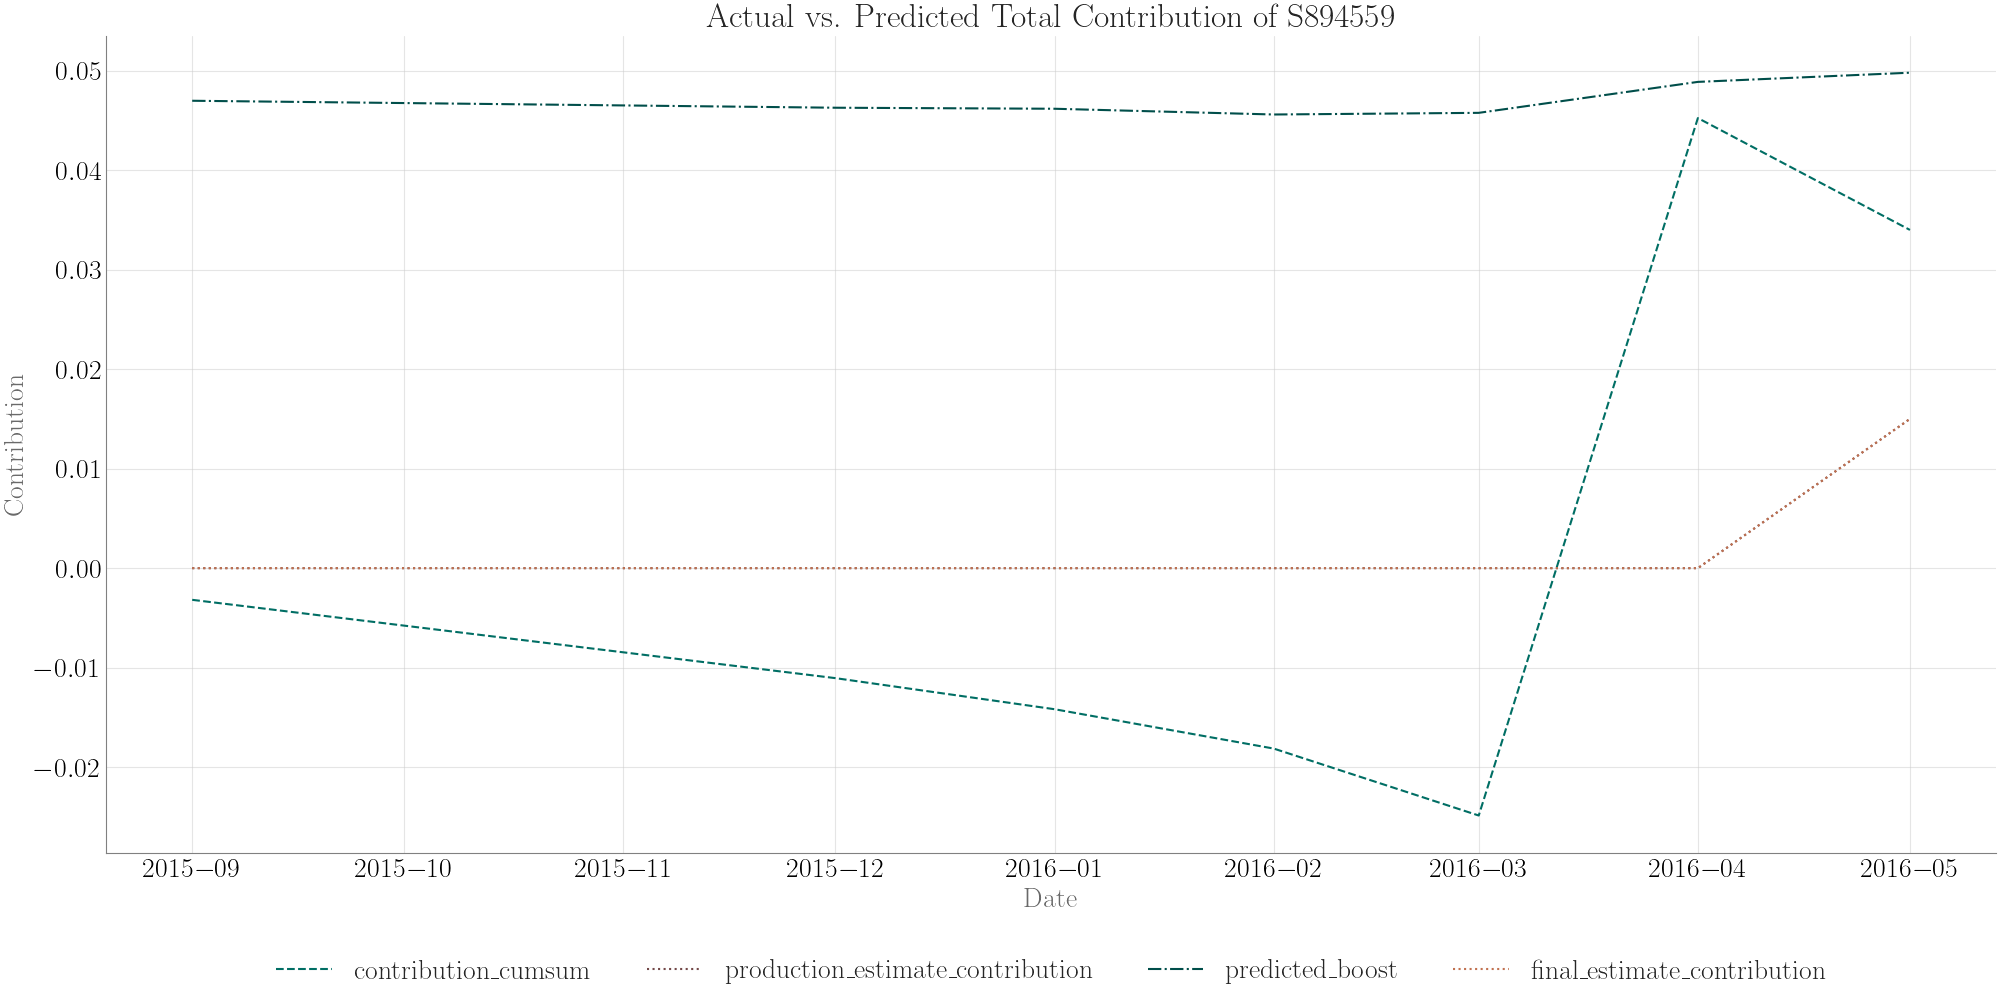 Actual vs. Predicted Total Contribution of S894559
Contribution
0.05
0.04
0.03
0.02
0.01
0.00
−0.01
−0.02
2015−09 2015−10 2015−11 2015−12 2016−01 2016−02 2016−03 2016−04 2016−05
Date
contribution_cumsum production_estimate_contribution predicted_boost final_estimate_contribution